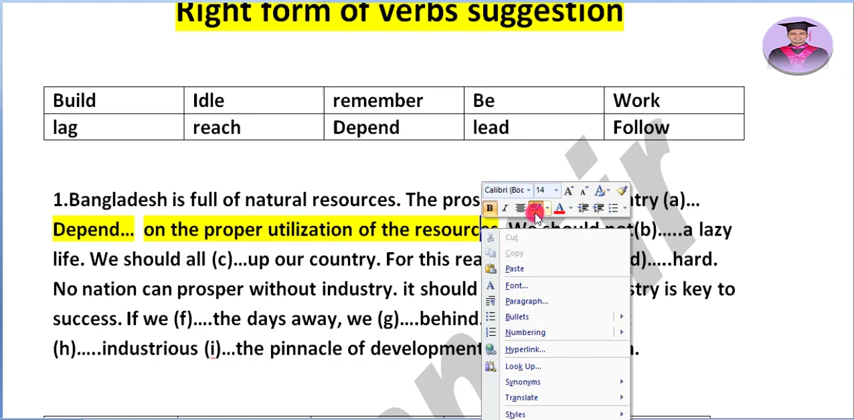 Right form of verbs suggestion
Build Idle remember Be Work
lag reach Depend lead Follow
1.Bangladesh is full of natural resources. The pros ntry (a)...
Depend... on the proper utilization of the resources. We should not(b).....a lazy
life. We should all (c)...up our country. For this rea d).....hard.
No nation can prosper without industry. it should stry is key to
success. If we (f)....the days away, we (g)....behind.
(h).....industrious (i)...the pinnacle of development
Calibri (Boc 14
Cut
Copy
Paste
Font...
Paragraph...
Bullets
Numbering
Hyperlink...
Look Up...
Synonyms
Translate
Styles